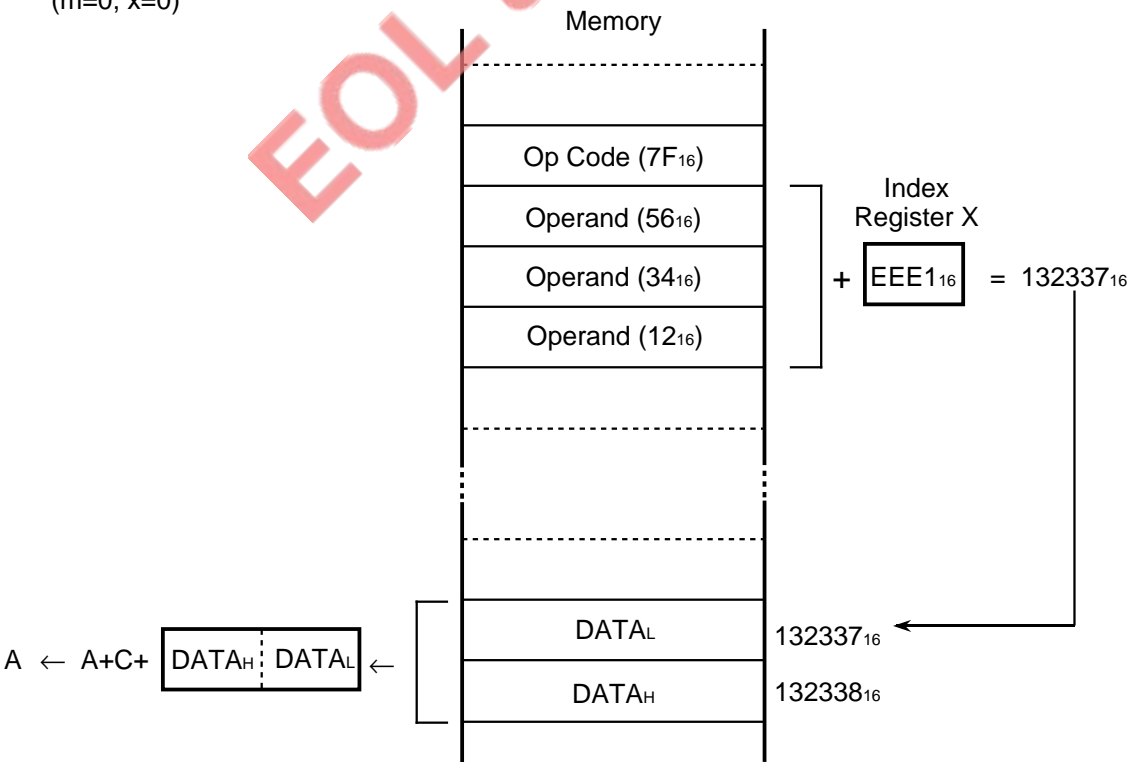 (m=0, x=0)
EOL
Memory
Op Code (7F16)
Operand (5616)
Operand (3416)
Operand (1216)
Index
Register X
+ EEE116 = 13233716
DATAL 13233716
DATAH 13233816
A ← A+C+ DATAH DATAL ←